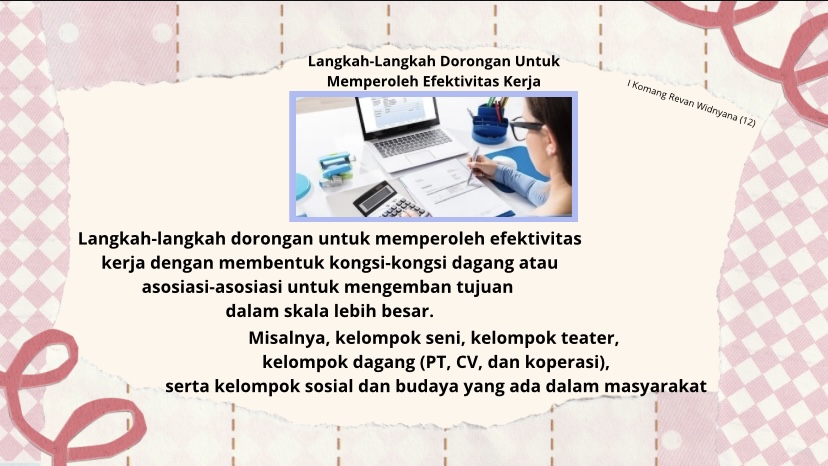 Langkah-Langkah Dorongan Untuk
Memperoleh Efektivitas Kerja
I Komang Revan Widnyana (12)
Langkah-langkah dorongan untuk memperoleh efektivitas
kerja dengan membentuk kongsi-kongsi dagang atau
asosiasi-asosiasi untuk mengemban tujuan
dalam skala lebih besar.
Misalnya, kelompok seni, kelompok teater,
kelompok dagang (PT, CV, dan koperasi),
serta kelompok sosial dan budaya yang ada dalam masyarakat